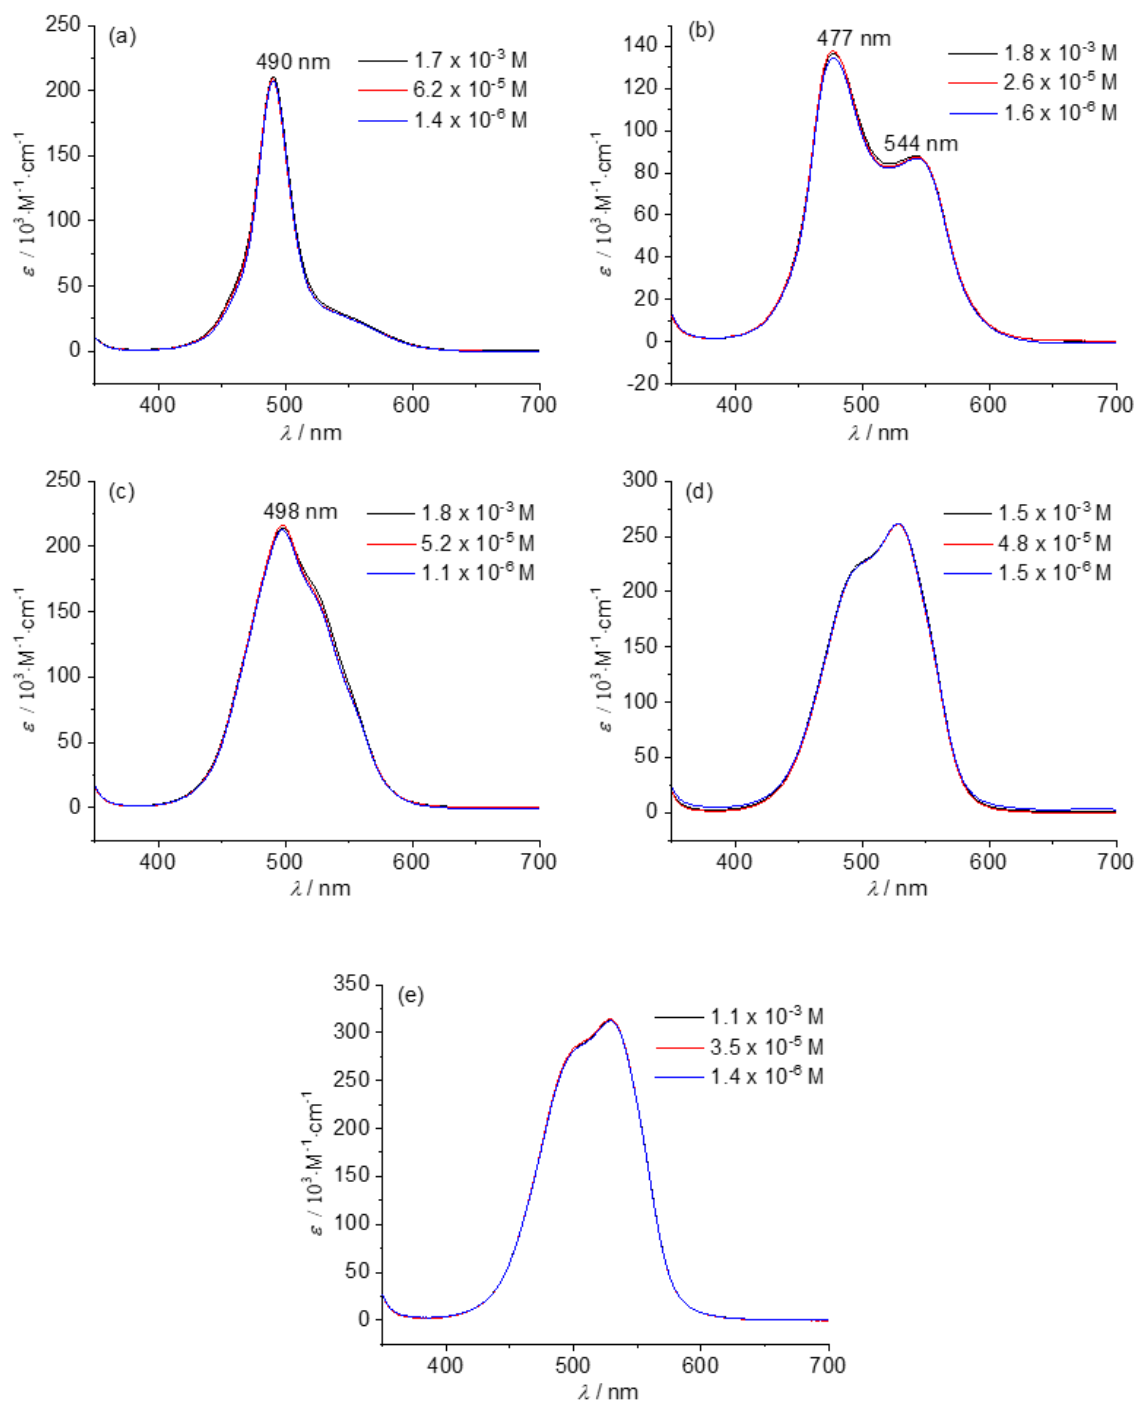 (a)
490 nm
1.7 x 10⁻³ M
6.2 x 10⁻⁵ M
1.4 x 10⁻⁶ M
250
200
150
100
50
0
ε / 10³·M⁻¹·cm⁻¹
400 500 600 700
λ / nm
(b)
477 nm
544 nm
1.8 x 10⁻³ M
2.6 x 10⁻⁵ M
1.6 x 10⁻⁶ M
140
120
100
80
60
40
20
0
-20
ε / 10³·M⁻¹·cm⁻¹
400 500 600 700
λ / nm
(c)
498 nm
1.8 x 10⁻³ M
5.2 x 10⁻⁵ M
1.1 x 10⁻⁶ M
250
200
150
100
50
0
ε / 10³·M⁻¹·cm⁻¹
400 500 600 700
λ / nm
(d)
1.5 x 10⁻³ M
4.8 x 10⁻⁵ M
1.5 x 10⁻⁶ M
300
250
200
150
100
50
0
ε / 10³·M⁻¹·cm⁻¹
400 500 600 700
λ / nm
(e)
1.1 x 10⁻³ M
3.5 x 10⁻⁵ M
1.4 x 10⁻⁶ M
350
300
250
200
150
100
50
0
ε / 10³·M⁻¹·cm⁻¹
400 500 600 700
λ / nm